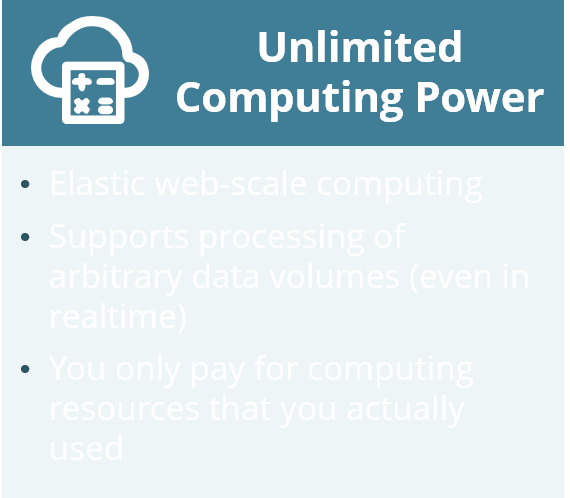 Unlimited
Computing Power
• Elastic web-scale computing
• Supports processing of
arbitrary data volumes (even in
realtime)
• You only pay for computing
resources that you actually
used